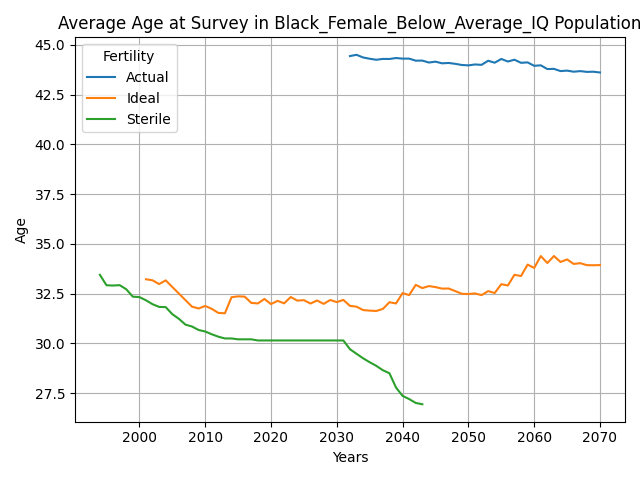 Average Age at Survey in Black_Female_Below_Average_IQ Population
Fertility
Actual
Ideal
Sterile
Age
45.0
42.5
40.0
37.5
35.0
32.5
30.0
27.5
2000 2010 2020 2030 2040 2050 2060 2070
Years